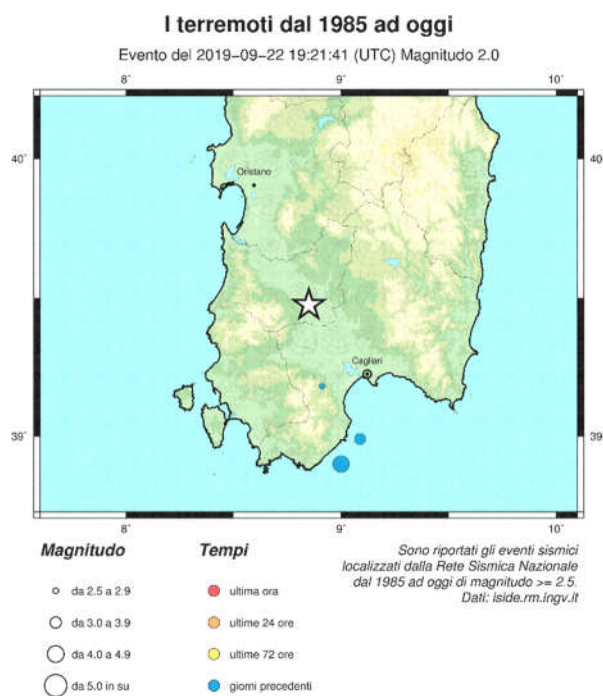 I terremoti dal 1985 ad oggi
Evento del 2019-09-22 19:21:41 (UTC) Magnitudo 2.0
8˚ 9˚ 10˚
40˚ 40˚
Oristano
Cagliari
39˚ 39˚
8˚ 9˚ 10˚
Magnitudo
da 2.5 a 2.9
da 3.0 a 3.9
da 4.0 a 4.9
da 5.0 in su
Tempi
ultima ora
ultime 24 ore
ultime 72 ore
giorni precedenti
Sono riportati gli eventi sismici
localizzati dalla Rete Sismica Nazionale
dal 1985 ad oggi di magnitudo >= 2.5.
Dati: iside.rm.ingv.it